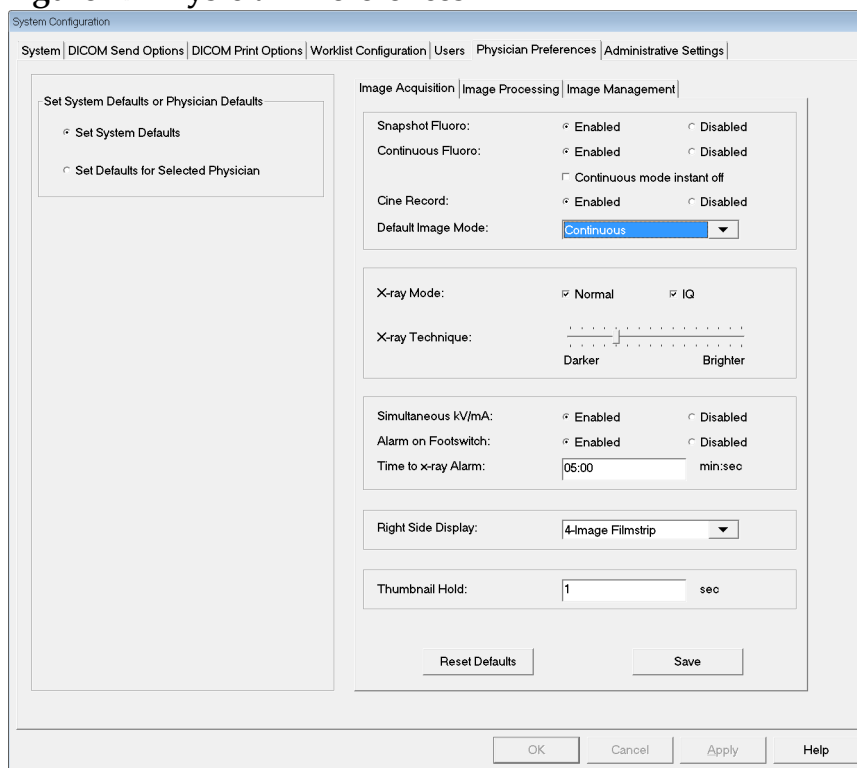 System Configuration
System DICOM Send Options DICOM Print Options Worklist Configuration Users Physician Preferences Administrative Settings
Set System Defaults or Physician Defaults
Set System Defaults
Set Defaults for Selected Physician
Image Acquisition Image Processing Image Management
Snapshot Fluoro: Enabled Disabled
Continuous Fluoro: Enabled Disabled
Continuous mode instant off
Cine Record: Enabled Disabled
Default Image Mode: Continuous
X-ray Mode: Normal IQ
X-ray Technique:
Darker Brighter
Simultaneous kV/mA: Enabled Disabled
Alarm on Footswitch: Enabled Disabled
Time to x-ray Alarm: 05:00 min:sec
Right Side Display: 4-Image Filmstrip
Thumbnail Hold: 1 sec
Reset Defaults Save
OK Cancel Apply Help